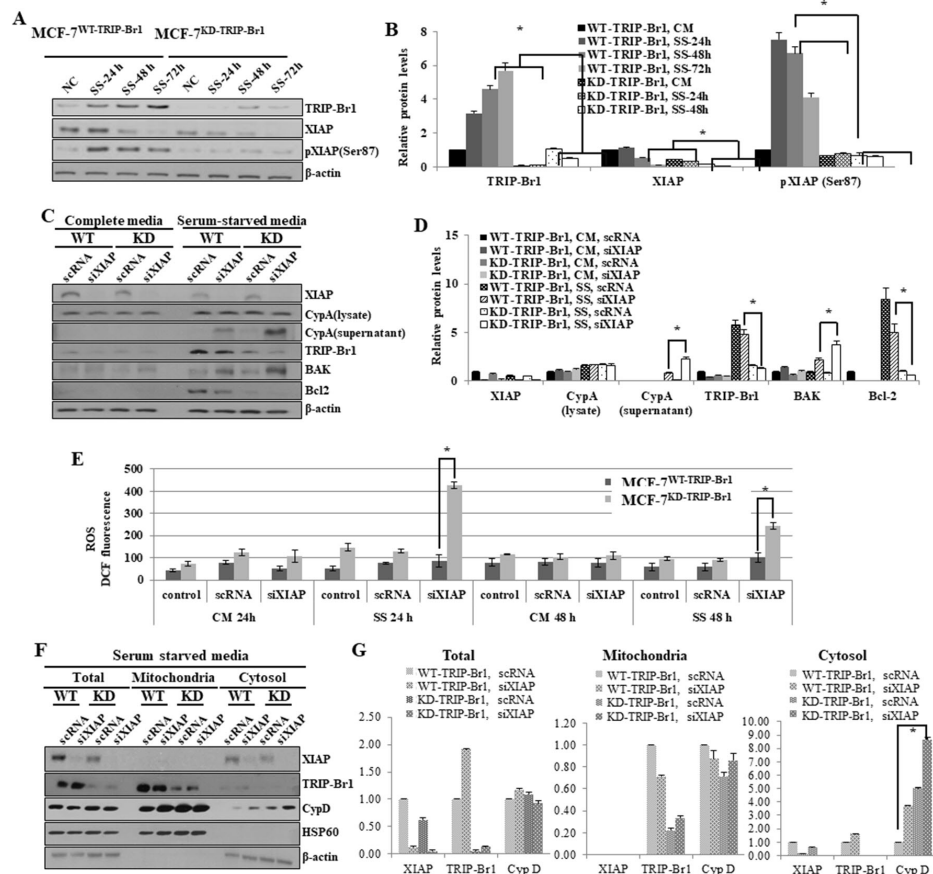 A
MCF-7WT-TRIP-Br1 MCF-7KD-TRIP-Br1
NC SS-24 h SS-48 h SS-72h NC SS-24 h SS-48 h SS-72h
TRIP-Br1
XIAP
pXIAP(Ser87)
β-actin
B
Relative protein levels
8
6
4
2
0
*
*
*
WT-TRIP-Br1, CM
WT-TRIP-Br1, SS-24h
WT-TRIP-Br1, SS-48h
WT-TRIP-Br1, SS-72h
KD-TRIP-Br1, CM
KD-TRIP-Br1, SS-24h
KD-TRIP-Br1, SS-48h
TRIP-Br1 XIAP pXIAP (Ser87)
C
Complete media Serum-starved media
WT KD WT KD
scRNA siXIAP scRNA siXIAP scRNA siXIAP scRNA siXIAP
XIAP
CypA(lysate)
CypA(supernatant)
TRIP-Br1
BAK
Bcl2
β-actin
D
Relative protein levels
15
10
5
0
WT-TRIP-Br1, CM, scRNA
WT-TRIP-Br1, CM, siXIAP
KD-TRIP-Br1, CM, scRNA
KD-TRIP-Br1, CM, siXIAP
WT-TRIP-Br1, SS, scRNA
WT-TRIP-Br1, SS, siXIAP
KD-TRIP-Br1, SS, scRNA
KD-TRIP-Br1, SS, siXIAP
* * * *
XIAP CypA (lysate) CypA (supernatant) TRIP-Br1 BAK Bcl-2
E
ROS
DCF fluorescence
500
400
300
200
100
0
*
*
MCF-7WT-TRIP-Br1
MCF-7KD-TRIP-Br1
control scRNA siXIAP control scRNA siXIAP control scRNA siXIAP control scRNA siXIAP
CM 24h SS 24 h CM 48 h SS 48 h
F
Serum starved media
Total Mitochondria Cytosol
WT KD WT KD WT KD
scRNA siXIAP scRNA siXIAP scRNA siXIAP scRNA siXIAP scRNA siXIAP scRNA siXIAP
XIAP
TRIP-Br1
CypD
HSP60
β-actin
G
Total
WT-TRIP-Br1, scRNA
WT-TRIP-Br1, siXIAP
KD-TRIP-Br1, scRNA
KD-TRIP-Br1, siXIAP
2.50
2.00
1.50
1.00
0.50
0.00
XIAP TRIP-Br1 Cyp D
Mitochondria
WT-TRIP-Br1, scRNA
WT-TRIP-Br1, siXIAP
KD-TRIP-Br1, scRNA
KD-TRIP-Br1, siXIAP
1.20
1.00
0.80
0.60
0.40
0.20
0.00
XIAP TRIP-Br1 Cyp D
Cytosol
WT-TRIP-Br1, scRNA
WT-TRIP-Br1, siXIAP
KD-TRIP-Br1, scRNA
KD-TRIP-Br1, siXIAP
10.00
9.00
8.00
7.00
6.00
5.00
4.00
3.00
2.00
1.00
0.00
*
XIAP TRIP-Br1 Cyp D